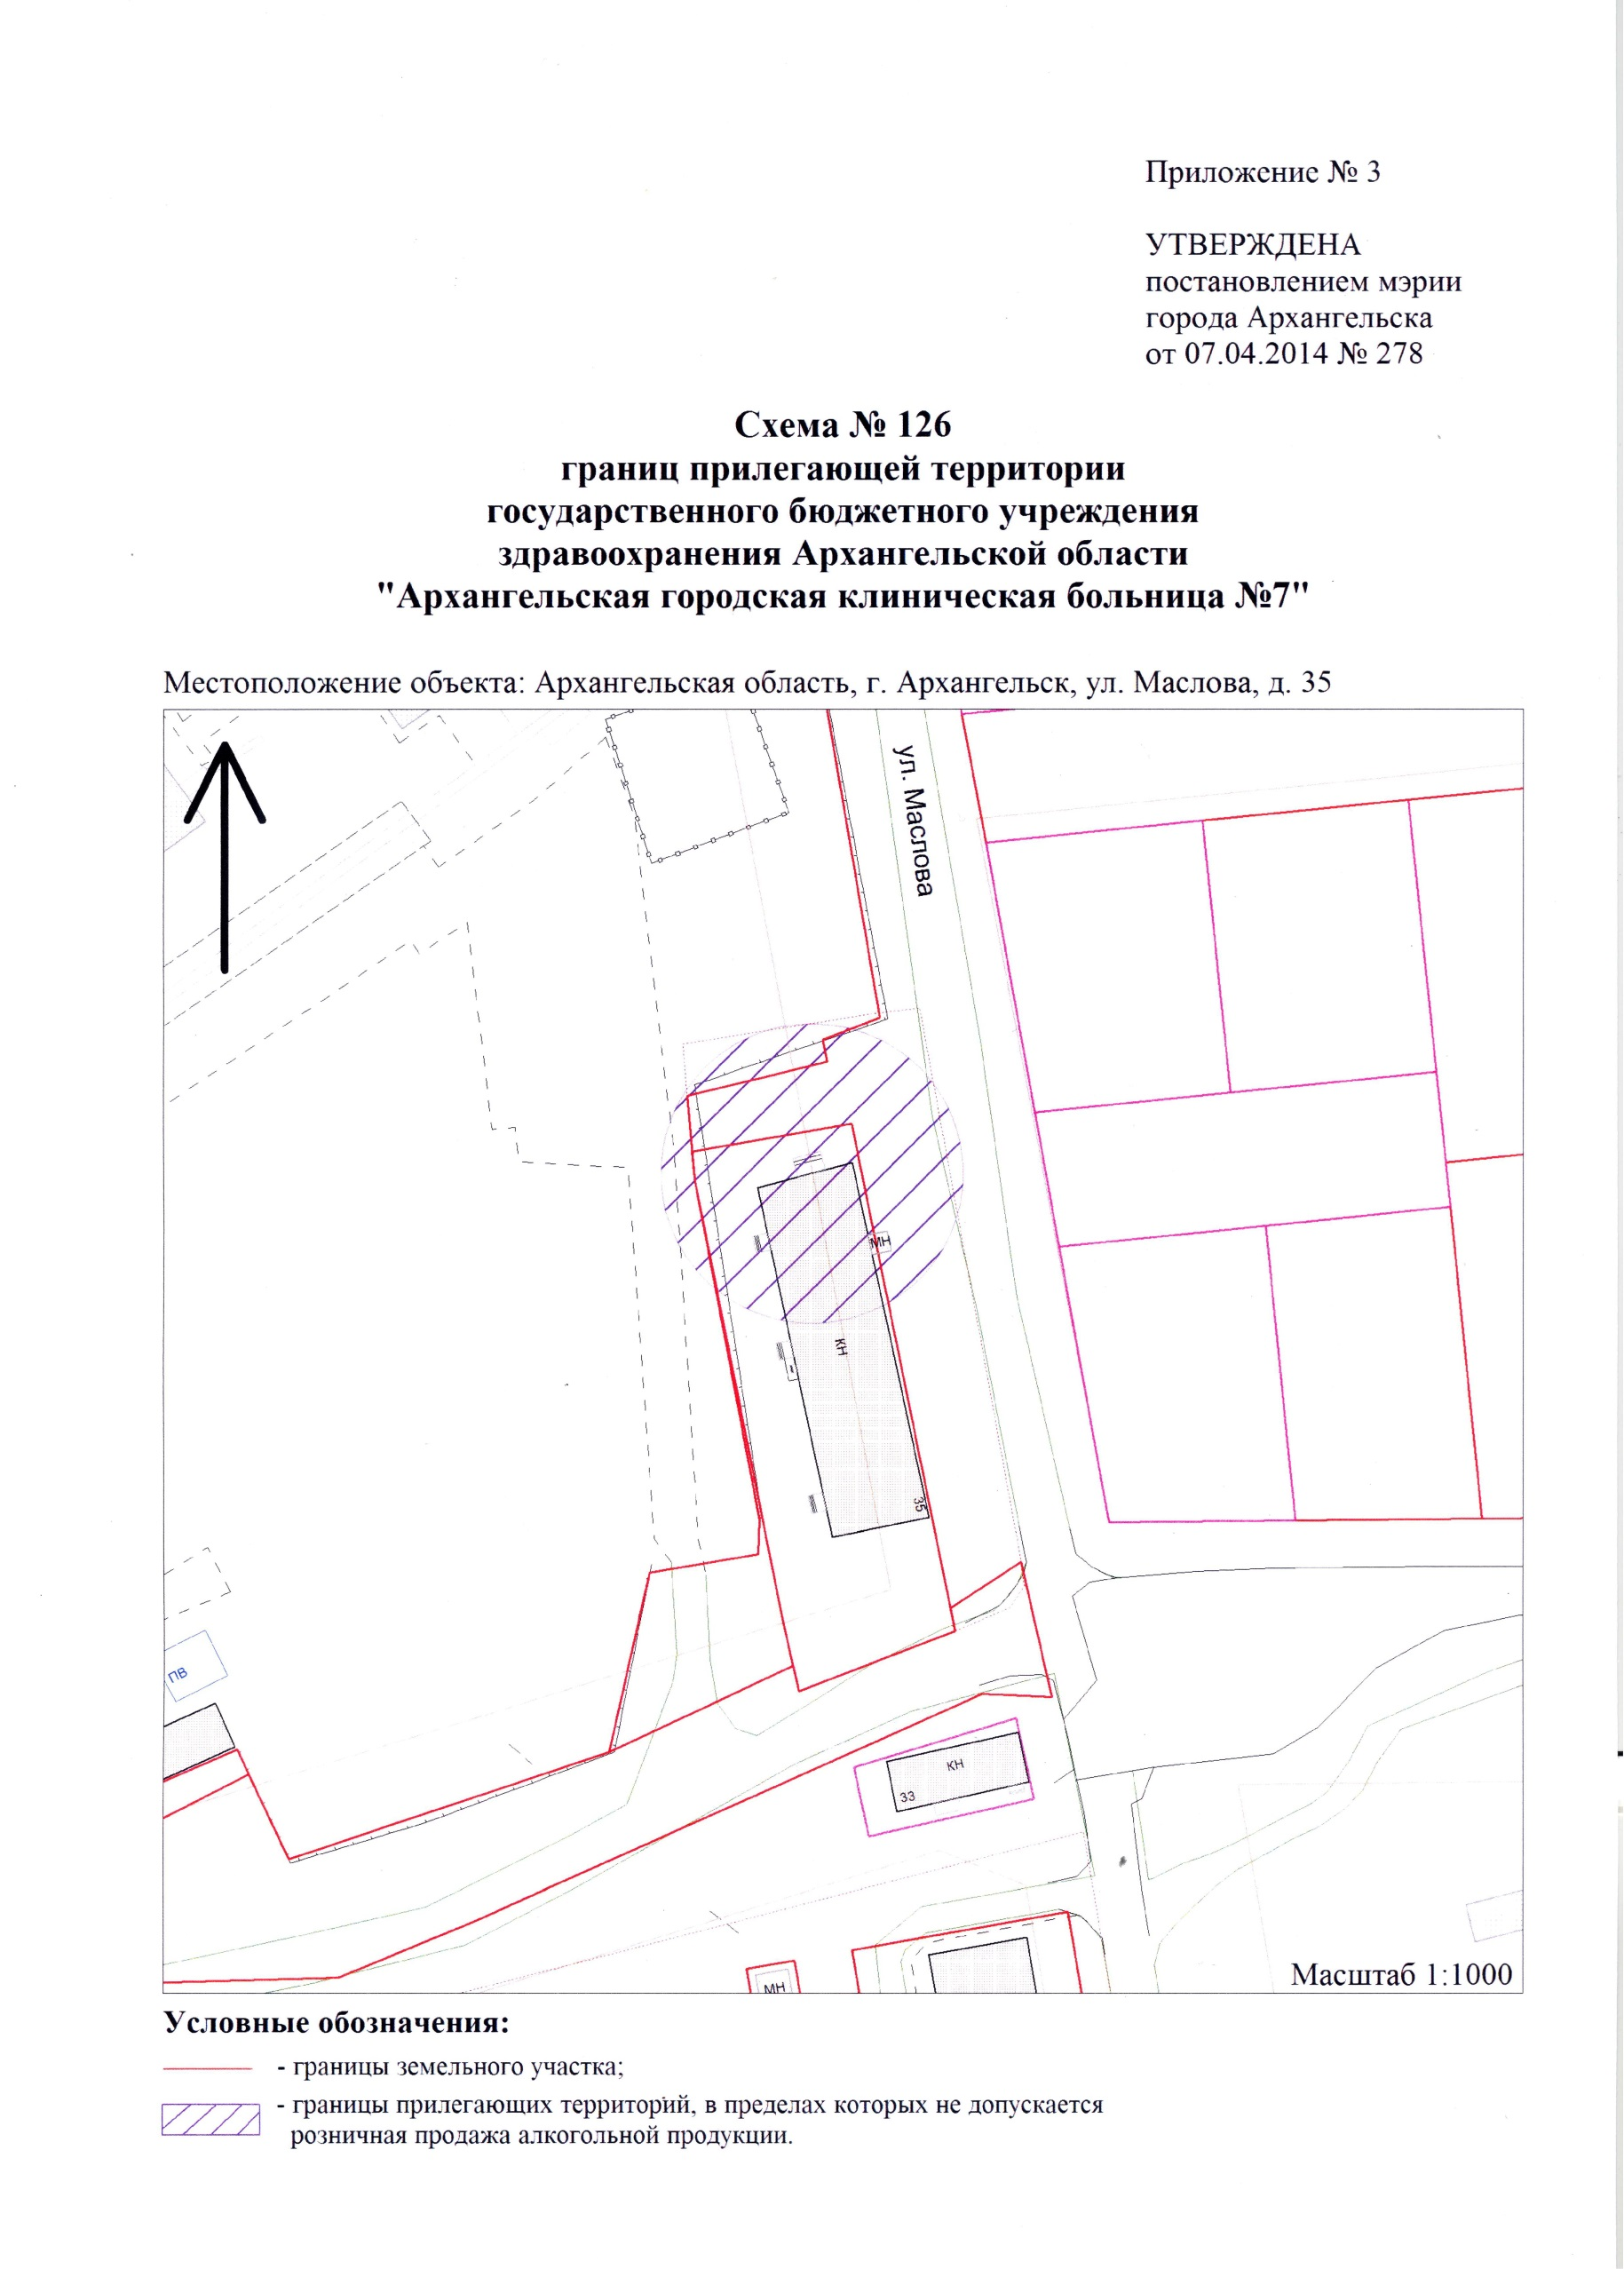 Приложение № 3
УТВЕРЖДЕНА
постановлением мэрии
города Архангельска
от 07.04.2014 № 278
Схема № 126
границ прилегающей территории
государственного бюджетного учреждения
здравоохранения Архангельской области
"Архангельская городская клиническая больница №7"
Местоположение объекта: Архангельская область, г. Архангельск, ул. Маслова, д. 35
ул. Маслова
МН
КН
35
ПВ
КН
33
МН
Масштаб 1:1000
Условные обозначения:
- границы земельного участка;
- границы прилегающих территорий, в пределах которых не допускается
розничная продажа алкогольной продукции.